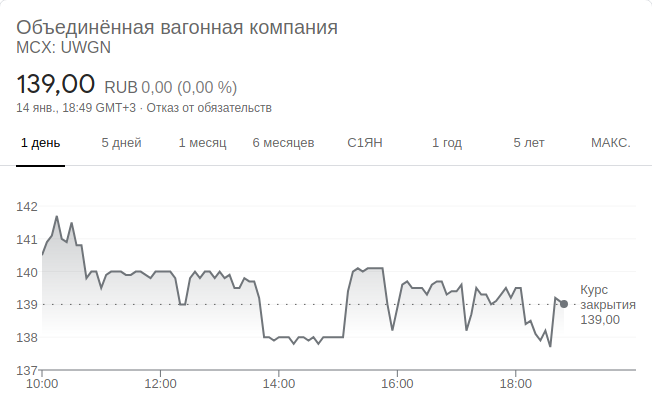 Объединённая вагонная компания
MCX: UWGN
139,00 RUB 0,00 (0,00 %)
14 янв., 18:49 GMT+3 · Отказ от обязательств
1 день 5 дней 1 месяц 6 месяцев С1ЯН 1 год 5 лет МАКС.
142
141
140
139
138
137
Курс
закрытия
139,00
10:00 12:00 14:00 16:00 18:00